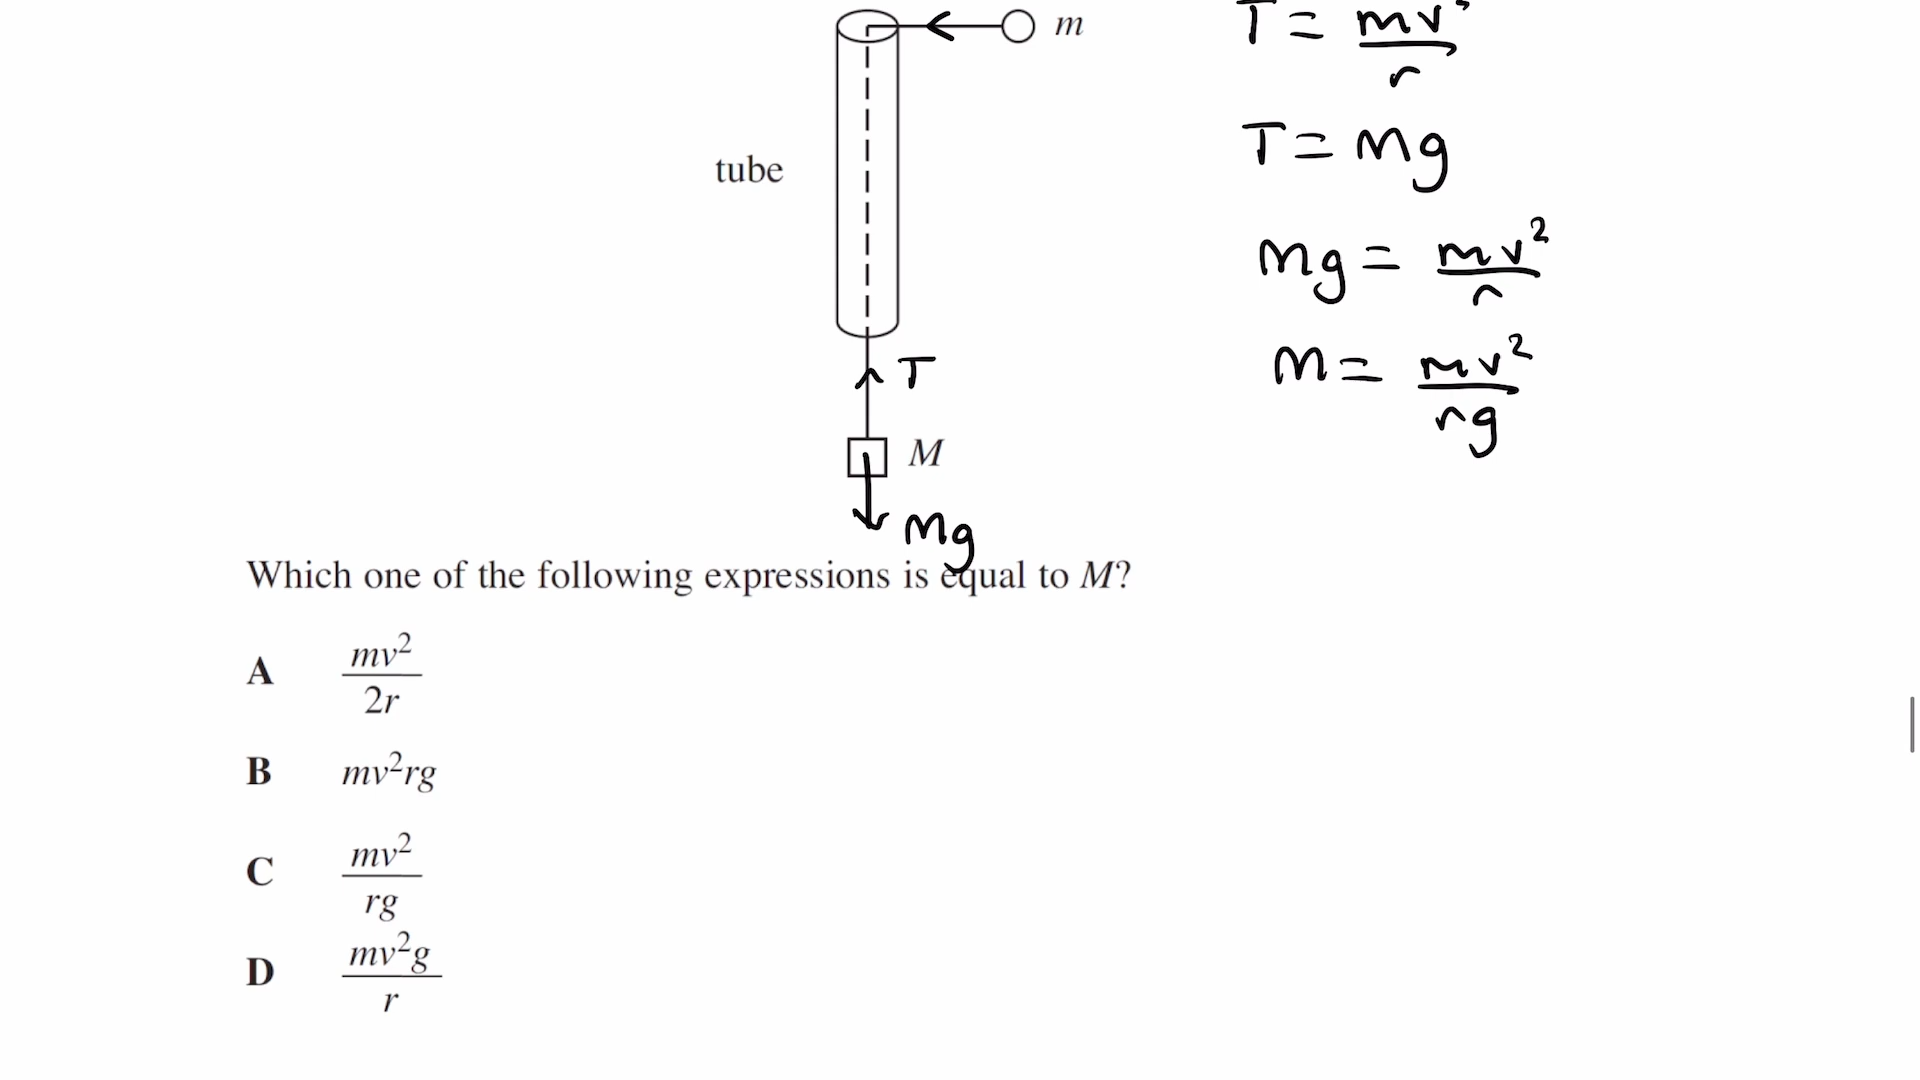 m
tube
T
M
Mg
T = mv²
r
T = Mg
Mg = mv²
r
M = mv²
rg
Which one of the following expressions is equal to M?
A mv²
2r
B mv²rg
C mv²
rg
D mv²g
r